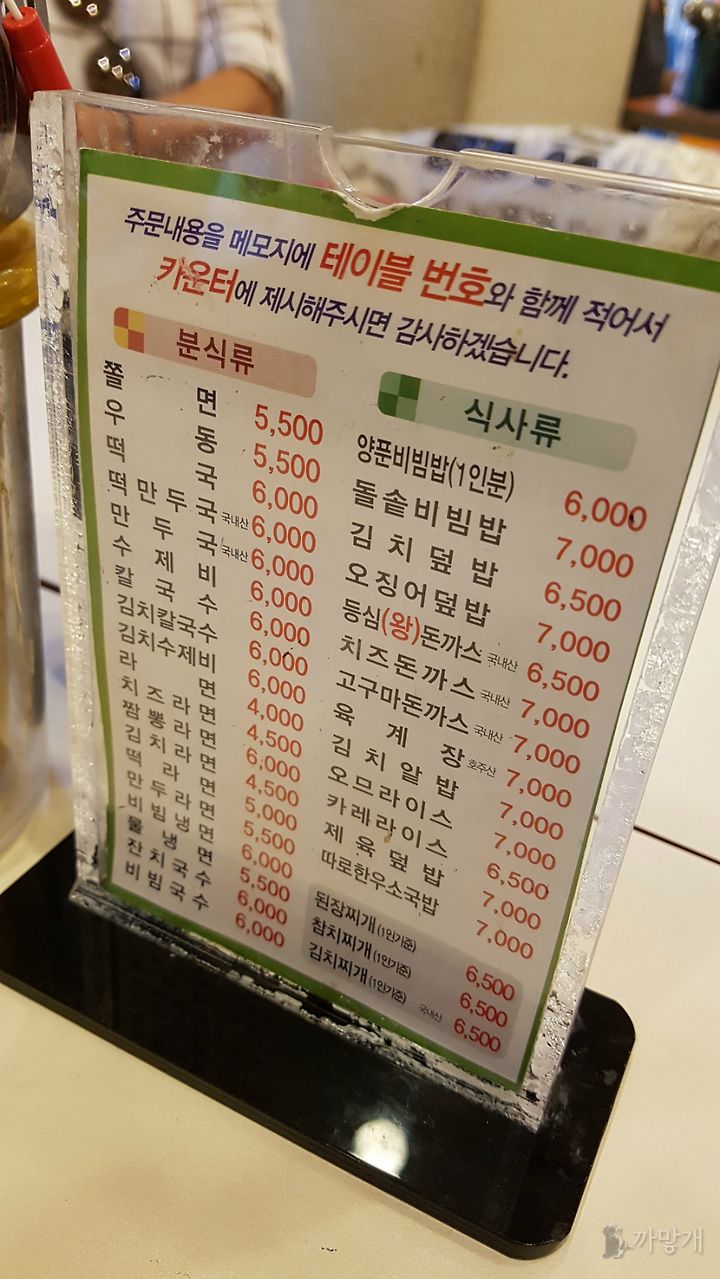 주문내용을 메모지에 테이블 번호와 함께 적어서
카운터에 제시해주시면 감사하겠습니다.
분식류
쫄면 5,500
우동 5,500
떡국 6,000
떡만두국 국내산 6,000
만두국 국내산 6,000
수제비 6,000
칼국수 6,000
김치칼국수 6,000
김치수제비 6,000
라면 4,000
치즈라면 4,500
짬뽕라면 6,000
김치라면 4,500
떡라면 5,000
만두라면 5,500
비빔냉면 6,000
물냉면 5,500
잔치국수 6,000
비빔국수 6,000
식사류
양푼비빔밥(1인분) 6,000
돌솥비빔밥 7,000
김치덮밥 6,500
오징어덮밥 7,000
등심(왕)돈까스 국내산 6,500
치즈돈까스 국내산 7,000
고구마돈까스 국내산 7,000
육계장 호주산 7,000
김치알밥 7,000
오므라이스 7,000
카레라이스 6,500
제육덮밥 7,000
따로한우소국밥 7,000
된장찌개 (1인기준) 6,500
참치찌개 (1인기준) 6,500
김치찌개 (1인기준) 국내산 6,500
까망개